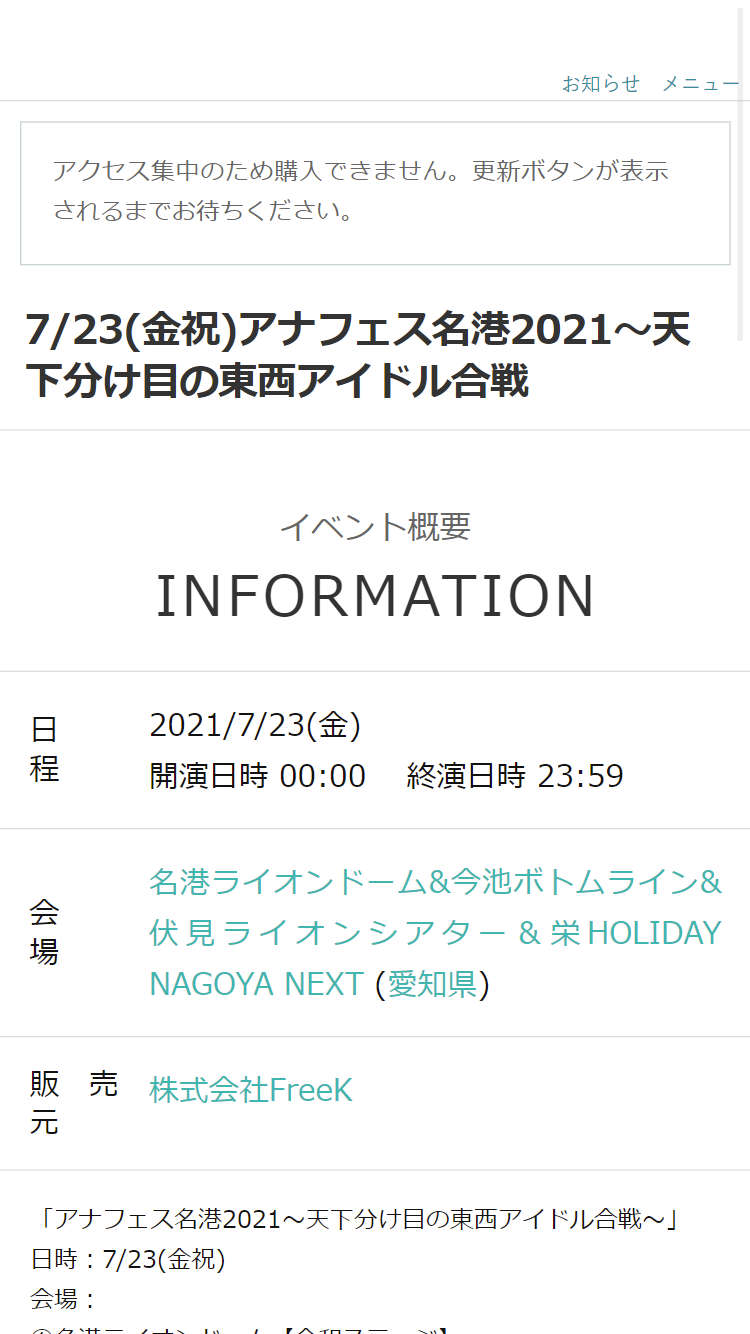 お知らせ　メニュー
アクセス集中のため購入できません。更新ボタンが表示
されるまでお待ちください。
7/23(金祝)アナフェス名港2021〜天
下分け目の東西アイドル合戦
イベント概要
INFORMATION
日程
2021/7/23(金)
開演日時 00:00　終演日時 23:59
会場
名港ライオンドーム&今池ボトムライン&
伏見ライオンシアター&栄HOLIDAY
NAGOYA NEXT (愛知県)
販売元
株式会社FreeK
「アナフェス名港2021〜天下分け目の東西アイドル合戦〜」
日時：7/23(金祝)
会場：